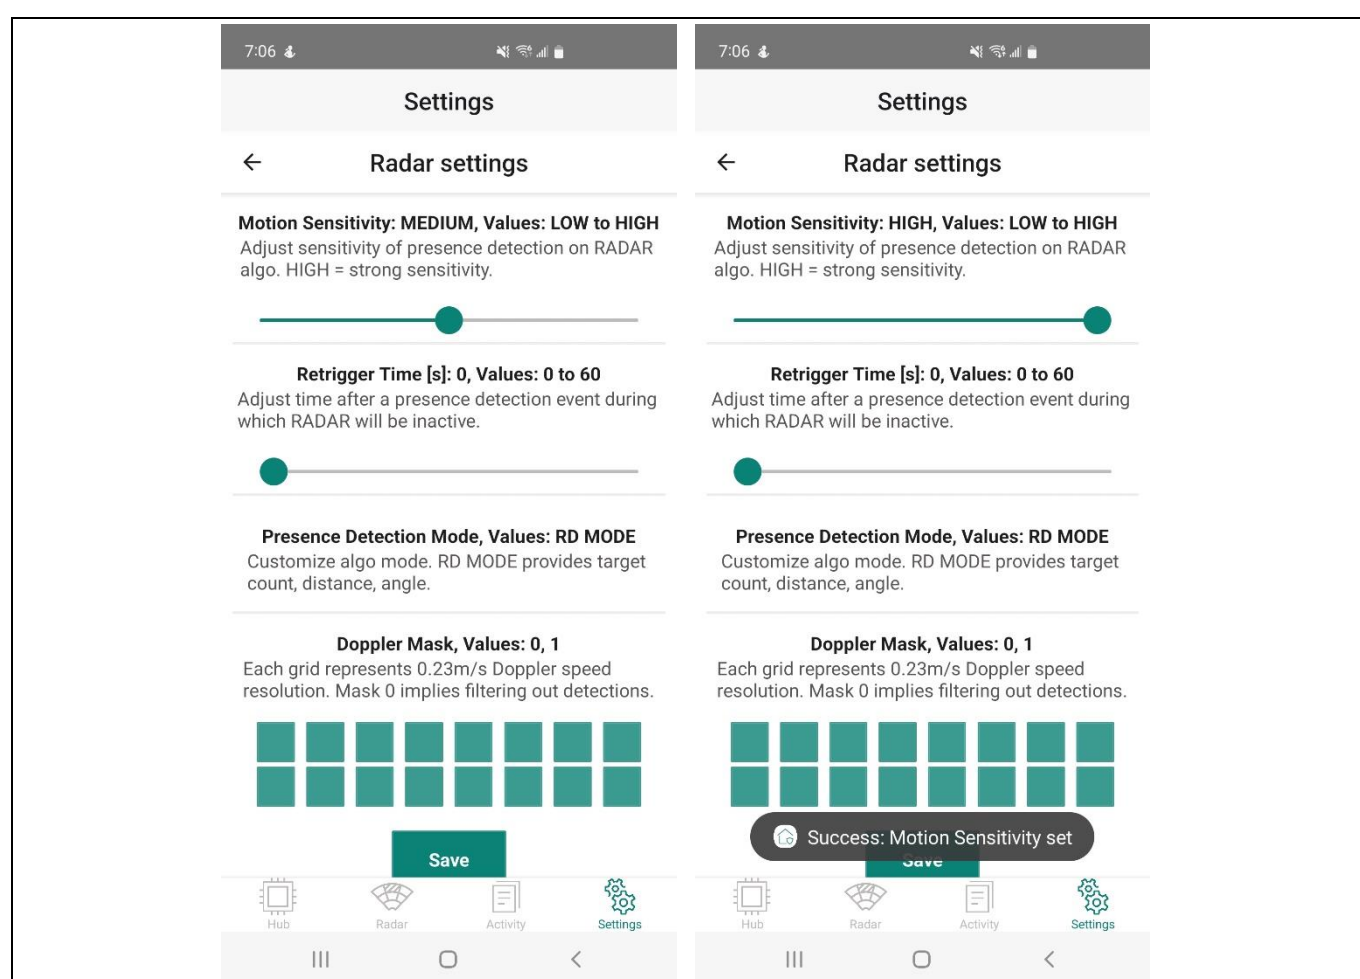 7:06
Settings
Radar settings
Motion Sensitivity: MEDIUM, Values: LOW to HIGH
Adjust sensitivity of presence detection on RADAR
algo. HIGH = strong sensitivity.
Retrigger Time [s]: 0, Values: 0 to 60
Adjust time after a presence detection event during
which RADAR will be inactive.
Presence Detection Mode, Values: RD MODE
Customize algo mode. RD MODE provides target
count, distance, angle.
Doppler Mask, Values: 0, 1
Each grid represents 0.23m/s Doppler speed
resolution. Mask 0 implies filtering out detections.
Save
Hub
Radar
Activity
Settings
7:06
Settings
Radar settings
Motion Sensitivity: HIGH, Values: LOW to HIGH
Adjust sensitivity of presence detection on RADAR
algo. HIGH = strong sensitivity.
Retrigger Time [s]: 0, Values: 0 to 60
Adjust time after a presence detection event during
which RADAR will be inactive.
Presence Detection Mode, Values: RD MODE
Customize algo mode. RD MODE provides target
count, distance, angle.
Doppler Mask, Values: 0, 1
Each grid represents 0.23m/s Doppler speed
resolution. Mask 0 implies filtering out detections.
Success: Motion Sensitivity set
Save
Hub
Radar
Activity
Settings